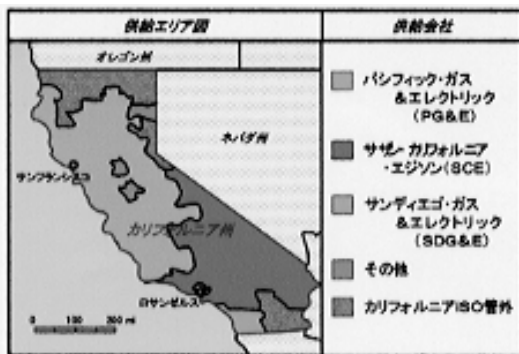 供給エリア図
供給会社
オレゴン州
ネバダ州
サンフランシスコ
カリフォルニア州
ロサンゼルス
0 100 200 mi
パシフィック・ガス
&エレクトリック
(PG&E)
サザン カリフォルニア
・エジソン(SCE)
サンディエゴ・ガス
&エレクトリック
(SDG&E)
その他
カリフォルニアISO管外